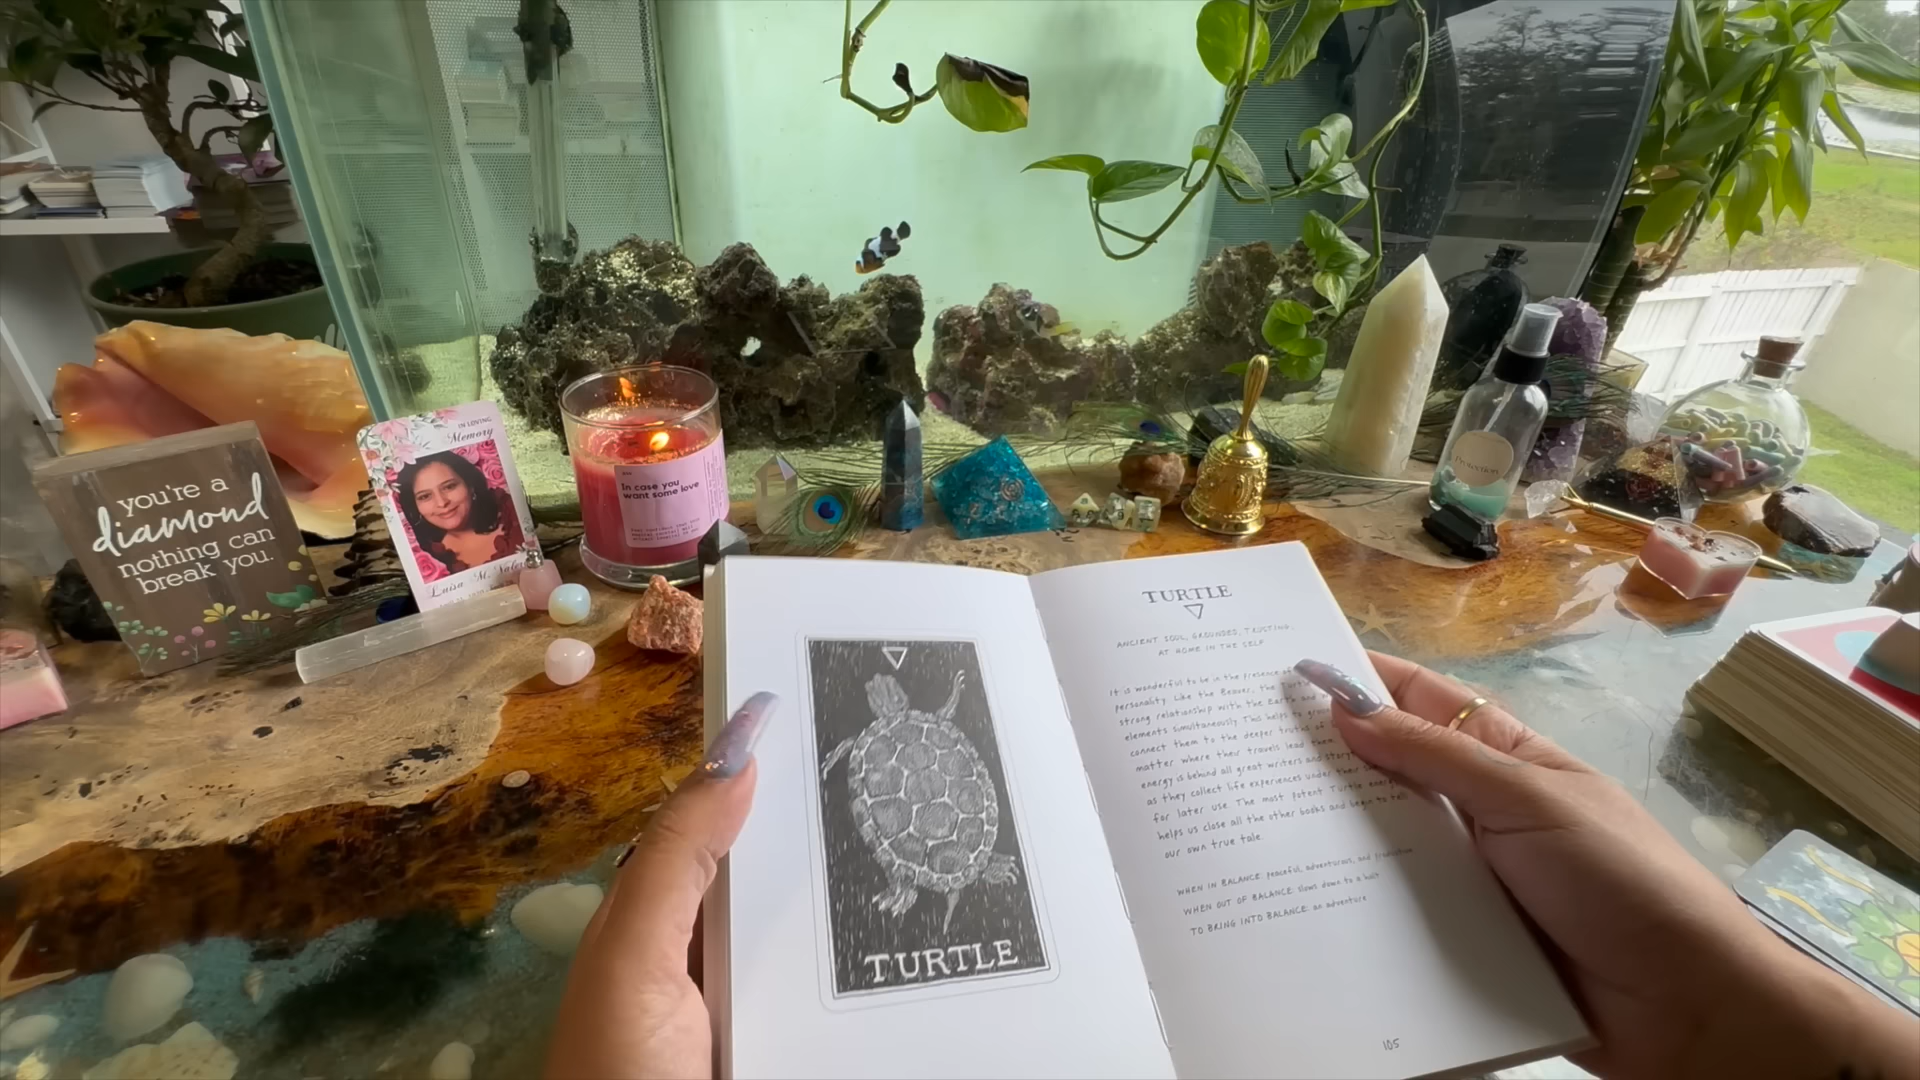 you're a
diamond
nothing can
break you.
IN LOVING
Memory
Luisa M.
In case you
want some love
Protection
TURTLE
TURTLE
ANCIENT SOUL, GROUNDED, TRUSTING,
AT HOME IN THE SELF
It is wonderful to be in the presence
personality. Like the Beaver, the Turtle
strong relationship with the Earth and
elements simultaneously. This helps to
connect them to the deeper truths of
matter where their travels lead them.
energy is behind all great writers and
as they collect life experiences under their
for later use. The most potent Turtle
helps us close all the other books and begin to tell
our own true tale.
WHEN IN BALANCE: peaceful, adventurous, and
WHEN OUT OF BALANCE: slows down to a halt
TO BRING INTO BALANCE: an adventure
105